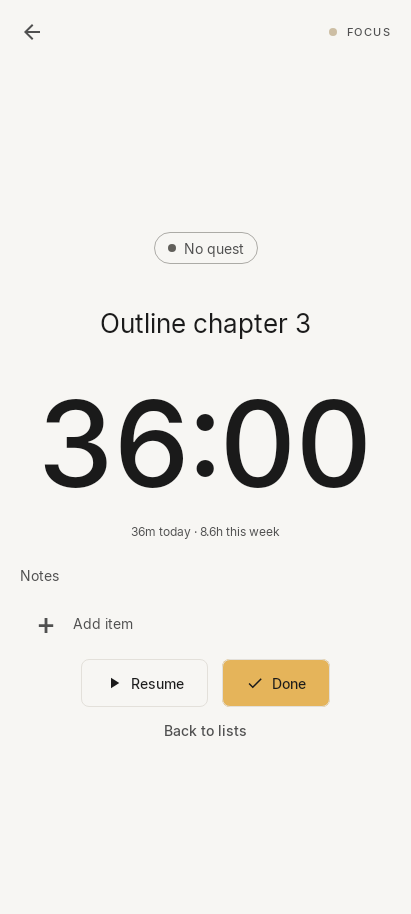 FOCUS
No quest
Outline chapter 3
36:00
36m today · 8.6h this week
Notes
Add item
Resume
Done
Back to lists